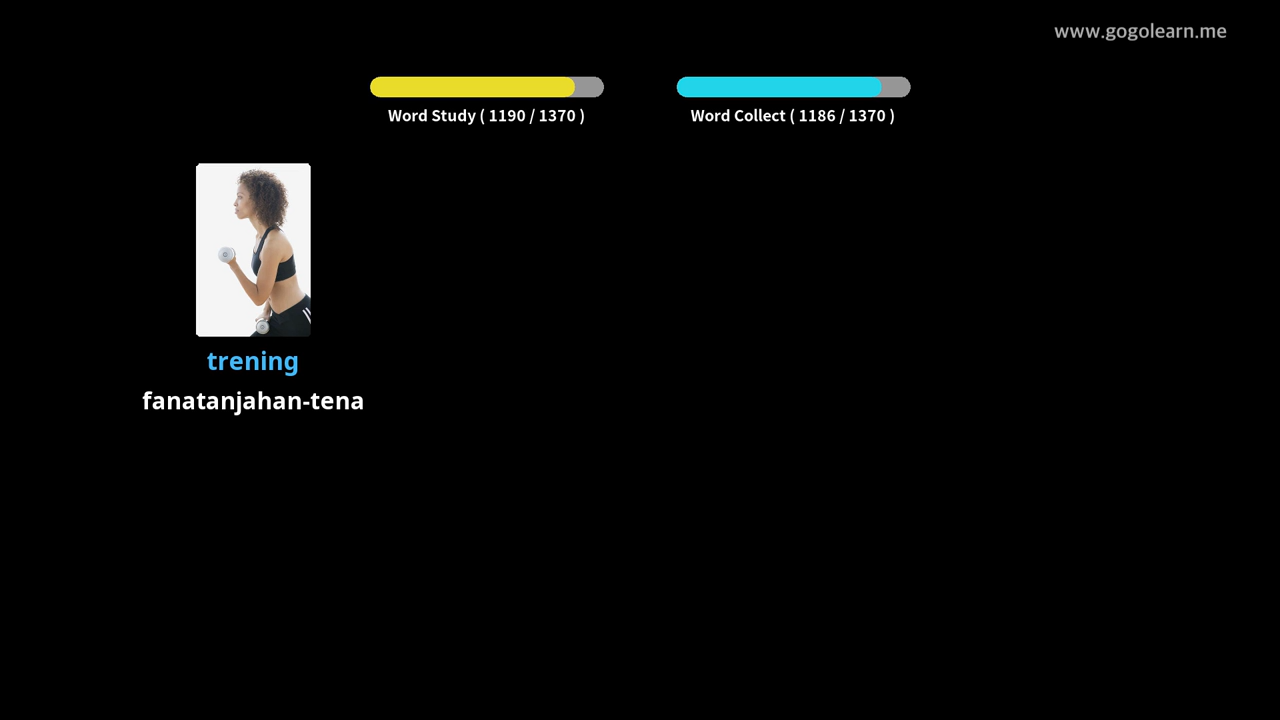 www.gogolearn.me
Word Study ( 1190 / 1370 )
Word Collect ( 1186 / 1370 )
trening
fanatanjahan-tena